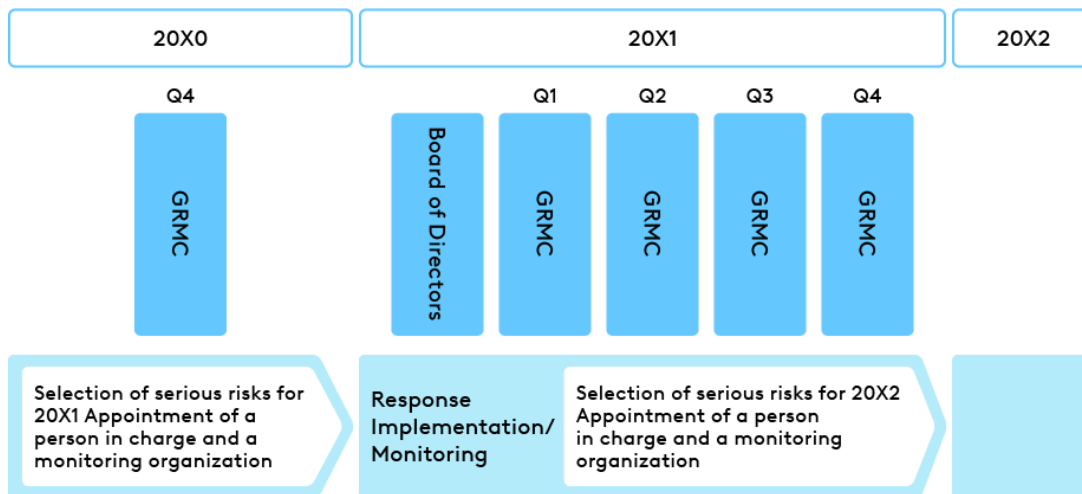 20X0
20X1
20X2
Q4
Q1
Q2
Q3
Q4
GRMC
Board of Directors
GRMC
GRMC
GRMC
GRMC
Selection of serious risks for
20X1 Appointment of a
person in charge and a
monitoring organization
Response
Implementation/
Monitoring
Selection of serious risks for 20X2
Appointment of a person
in charge and a monitoring
organization